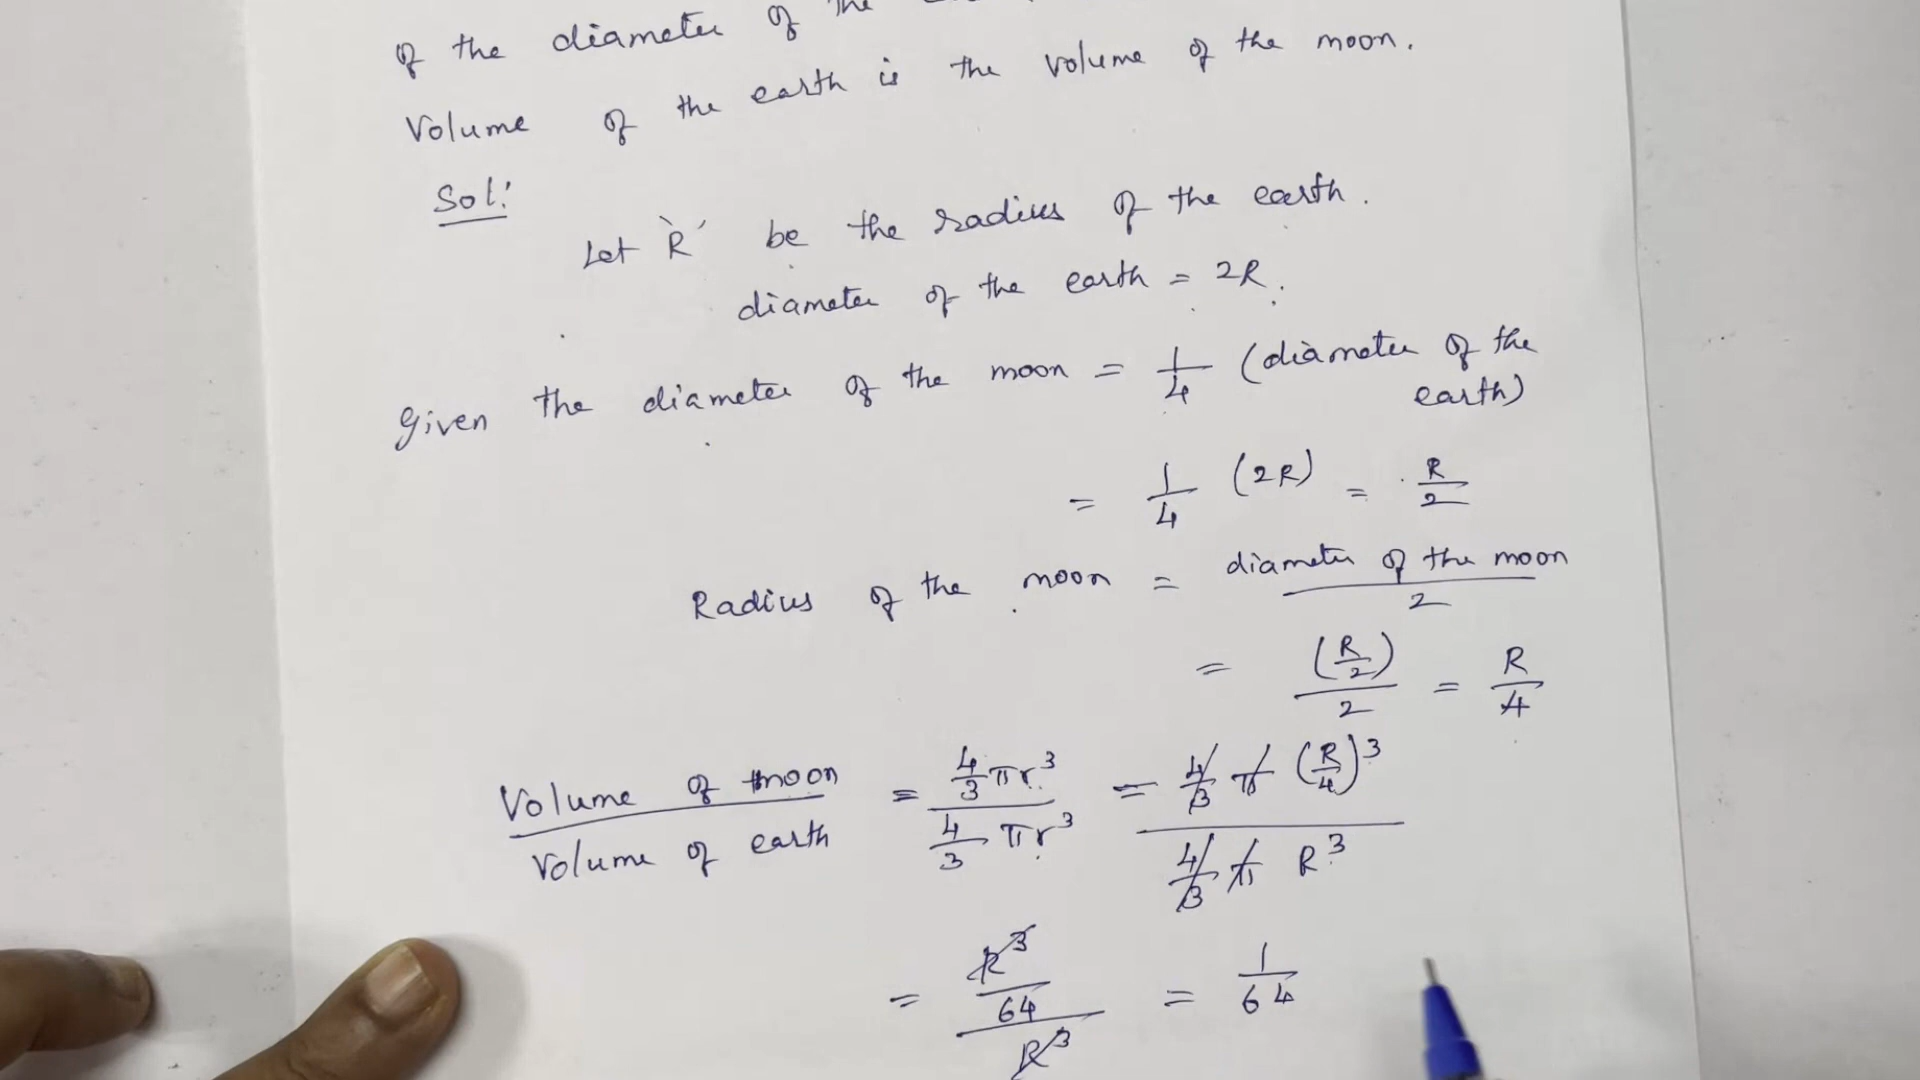 of the diameter of the
Volume of the earth is the volume of the moon.
Sol:
Let 'R' be the radius of the earth.
diameter of the earth = 2R.
Given the diameter of the moon = 1/4 (diameter of the
earth)
= 1/4 (2R) = R/2
Radius of the moon = diameter of the moon / 2
= (R/2)/2 = R/4
Volume of moon / Volume of earth = 4/3 πr³ / 4/3 πr³ = 4/3 π (R/4)³ / 4/3 π R³
= R³/64 / R³ = 1/64